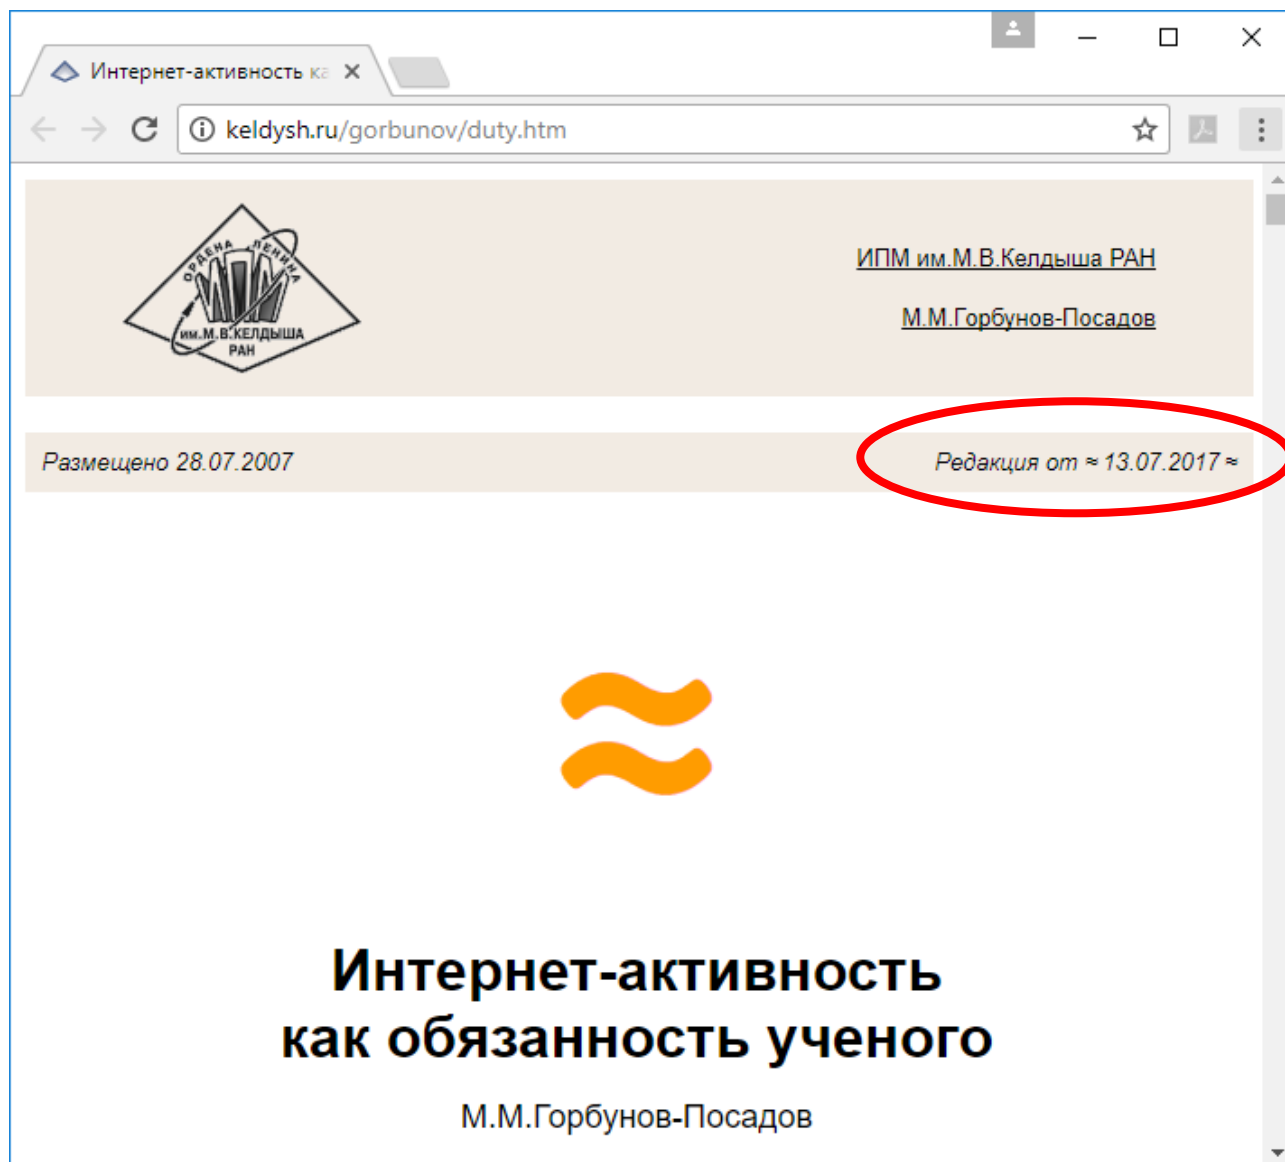 Интернет-активность ка
keldysh.ru/gorbunov/duty.htm
ОРДЕНА ЛЕНИНА
ИПМ
им.М.В.КЕЛДЫША
РАН
ИПМ им.М.В.Келдыша РАН
М.М.Горбунов-Посадов
Размещено 28.07.2007
Редакция от ≈ 13.07.2017 ≈
≈
Интернет-активность
как обязанность ученого
М.М.Горбунов-Посадов